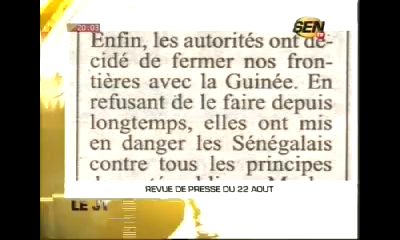 20:03
SEN
TV
Enfin, les autorités ont dé-
cidé de fermer nos fron-
tières avec la Guinée. En
refusant de le faire depuis
longtemps, elles ont mis
en danger les Sénégalais
contre tous les principes
REVUE DE PRESSE DU 22 AOUT
LE JT